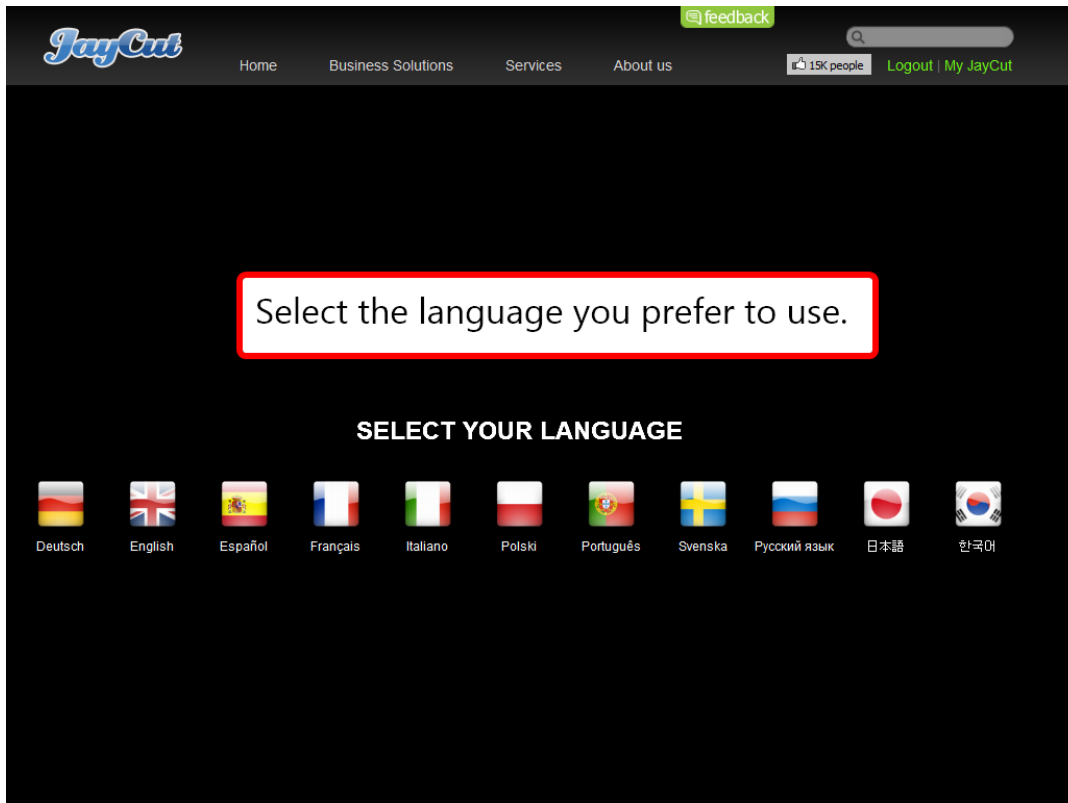 feedback
JayCut
Home Business Solutions Services About us
15K people Logout | My JayCut
Select the language you prefer to use.
SELECT YOUR LANGUAGE
Deutsch English Español Français Italiano Polski Português Svenska Русский язык 日本語 한국어